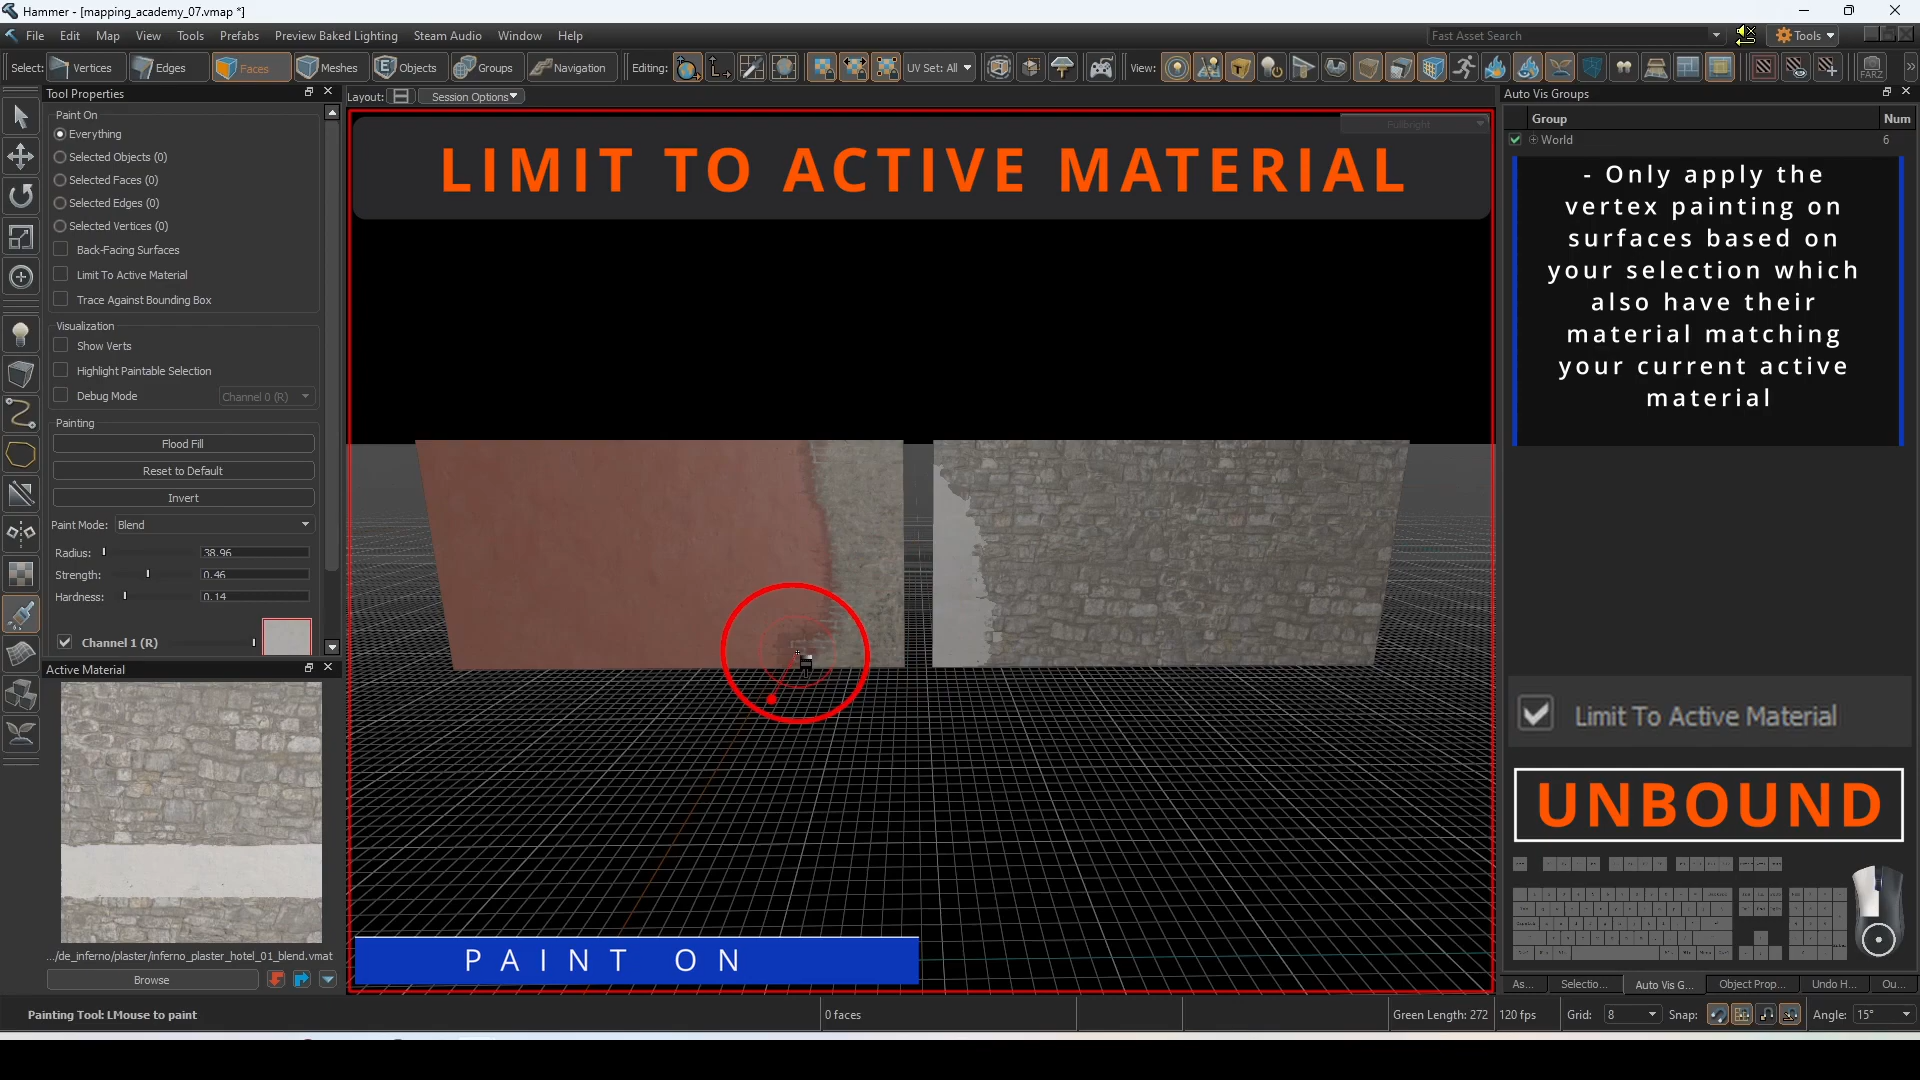 Hammer - [mapping_academy_07.vmap *]
File Edit Map View Tools Prefabs Preview Baked Lighting Steam Audio Window Help
Fast Asset Search
Tools
Select: Vertices Edges Faces Meshes Objects Groups Navigation Editing: UV Set: All View: FARZ
Tool Properties
Layout: Session Options
Auto Vis Groups
Paint On
Everything
Selected Objects (0)
Selected Faces (0)
Selected Edges (0)
Selected Vertices (0)
Back-Facing Surfaces
Limit To Active Material
Trace Against Bounding Box
Visualization
Show Verts
Highlight Paintable Selection
Debug Mode Channel 0 (R)
Painting
Flood Fill
Reset to Default
Invert
Paint Mode: Blend
Radius: 38.96
Strength: 0.46
Hardness: 0.14
Channel 1 (R)
Active Material
.../de_inferno/plaster/inferno_plaster_hotel_01_blend.vmat
Browse
Fullbright
LIMIT TO ACTIVE MATERIAL
PAINT ON
Group Num
World 6
- Only apply the
vertex painting on
surfaces based on
your selection which
also have their
material matching
your current active
material
Limit To Active Material
UNBOUND
As... Selectio... Auto Vis G... Object Prop... Undo H... Ou...
Painting Tool: LMouse to paint
0 faces
Green Length: 272 120 fps Grid: 8 Snap: Angle: 15°